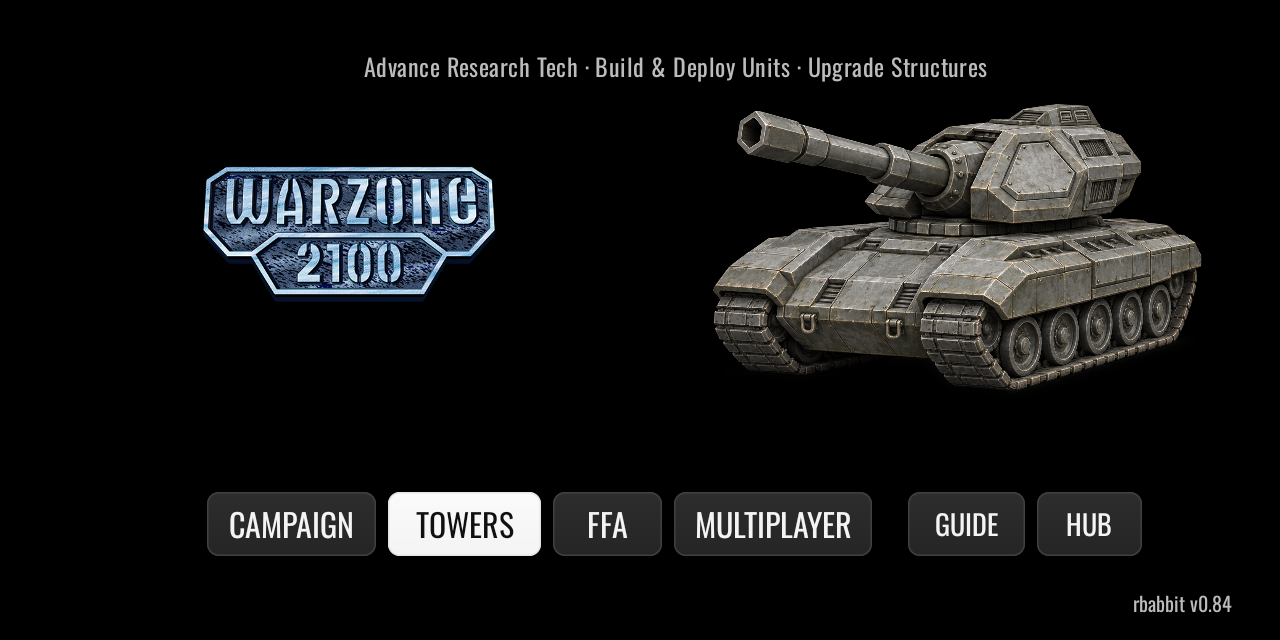 Advance Research Tech · Build & Deploy Units · Upgrade Structures
WARZONE
2100
CAMPAIGN TOWERS FFA MULTIPLAYER GUIDE HUB
rbabbit v0.84